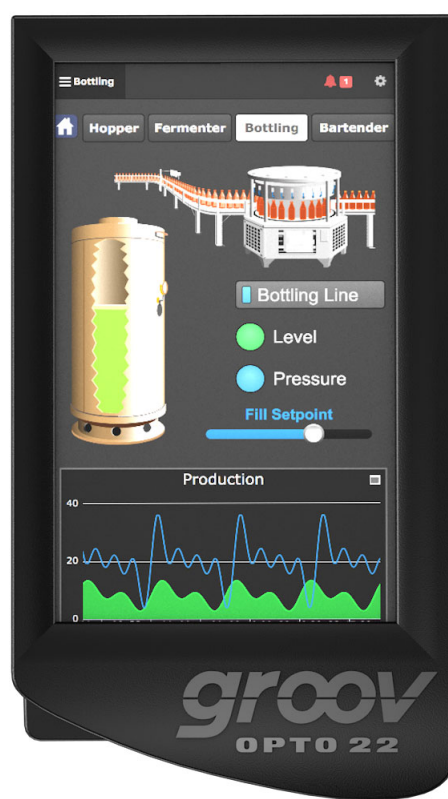 Bottling
1
Hopper Fermenter Bottling Bartender
Bottling Line
Level
Pressure
Fill Setpoint
Production
40
20
0
groov
OPTO 22